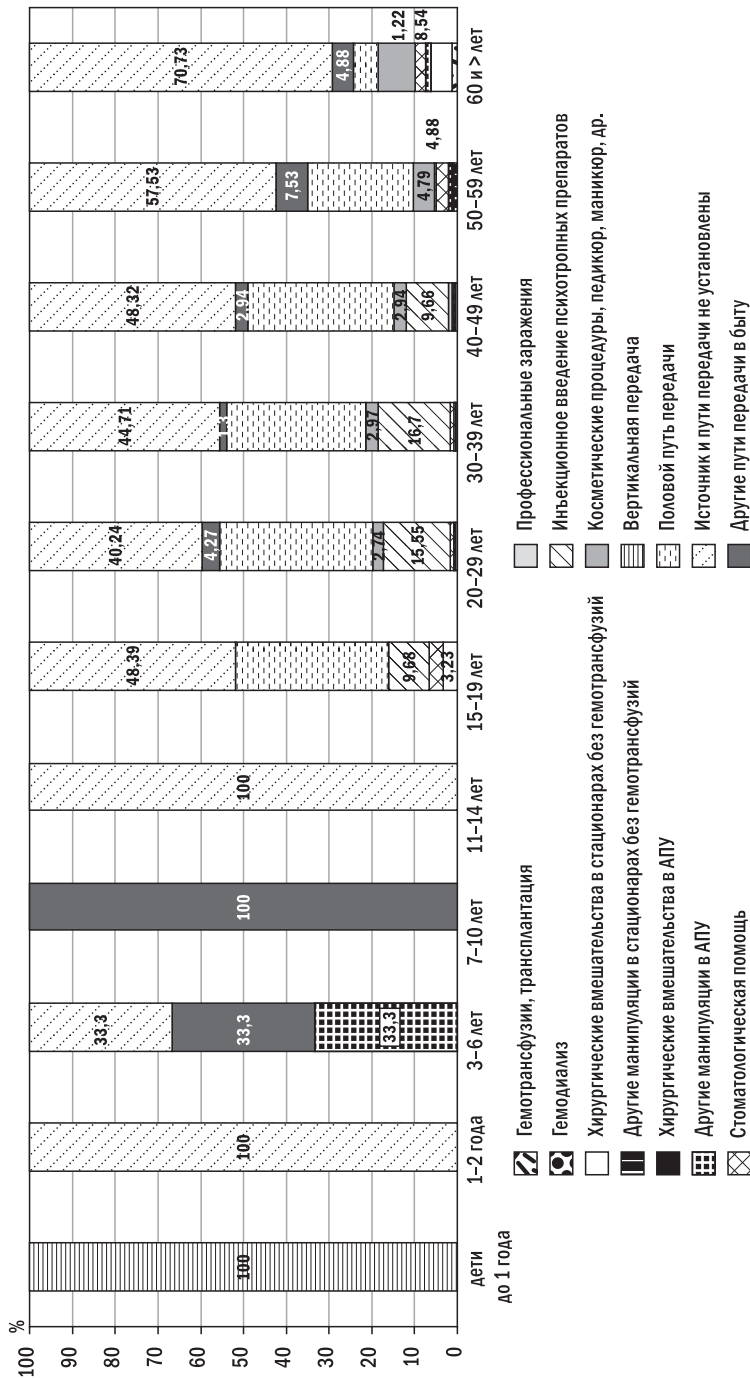 %
100
90
80
70
60
50
40
30
20
10
0
100
100
33,3
33,3
33,3
100
100
48,39
9,68
3,23
40,24
4,27
2,74
15,55
44,71
2,97
16,7
48,32
2,94
2,94
9,66
57,53
7,53
4,79
4,88
70,73
4,88
1,22
8,54
дети
до 1 года
1–2 года
3–6 лет
7–10 лет
11–14 лет
15–19 лет
20–29 лет
30–39 лет
40–49 лет
50–59 лет
60 и > лет
Гемотрансфузии, трансплантация
Гемодиализ
Хирургические вмешательства в стационарах без гемотрансфузий
Другие манипуляции в стационарах без гемотрансфузий
Хирургические вмешательства в АПУ
Другие манипуляции в АПУ
Стоматологическая помощь
Профессиональные заражения
Инъекционное введение психотропных препаратов
Косметические процедуры, педикюр, маникюр, др.
Вертикальная передача
Половой путь передачи
Источник и пути передачи не установлены
Другие пути передачи в быту